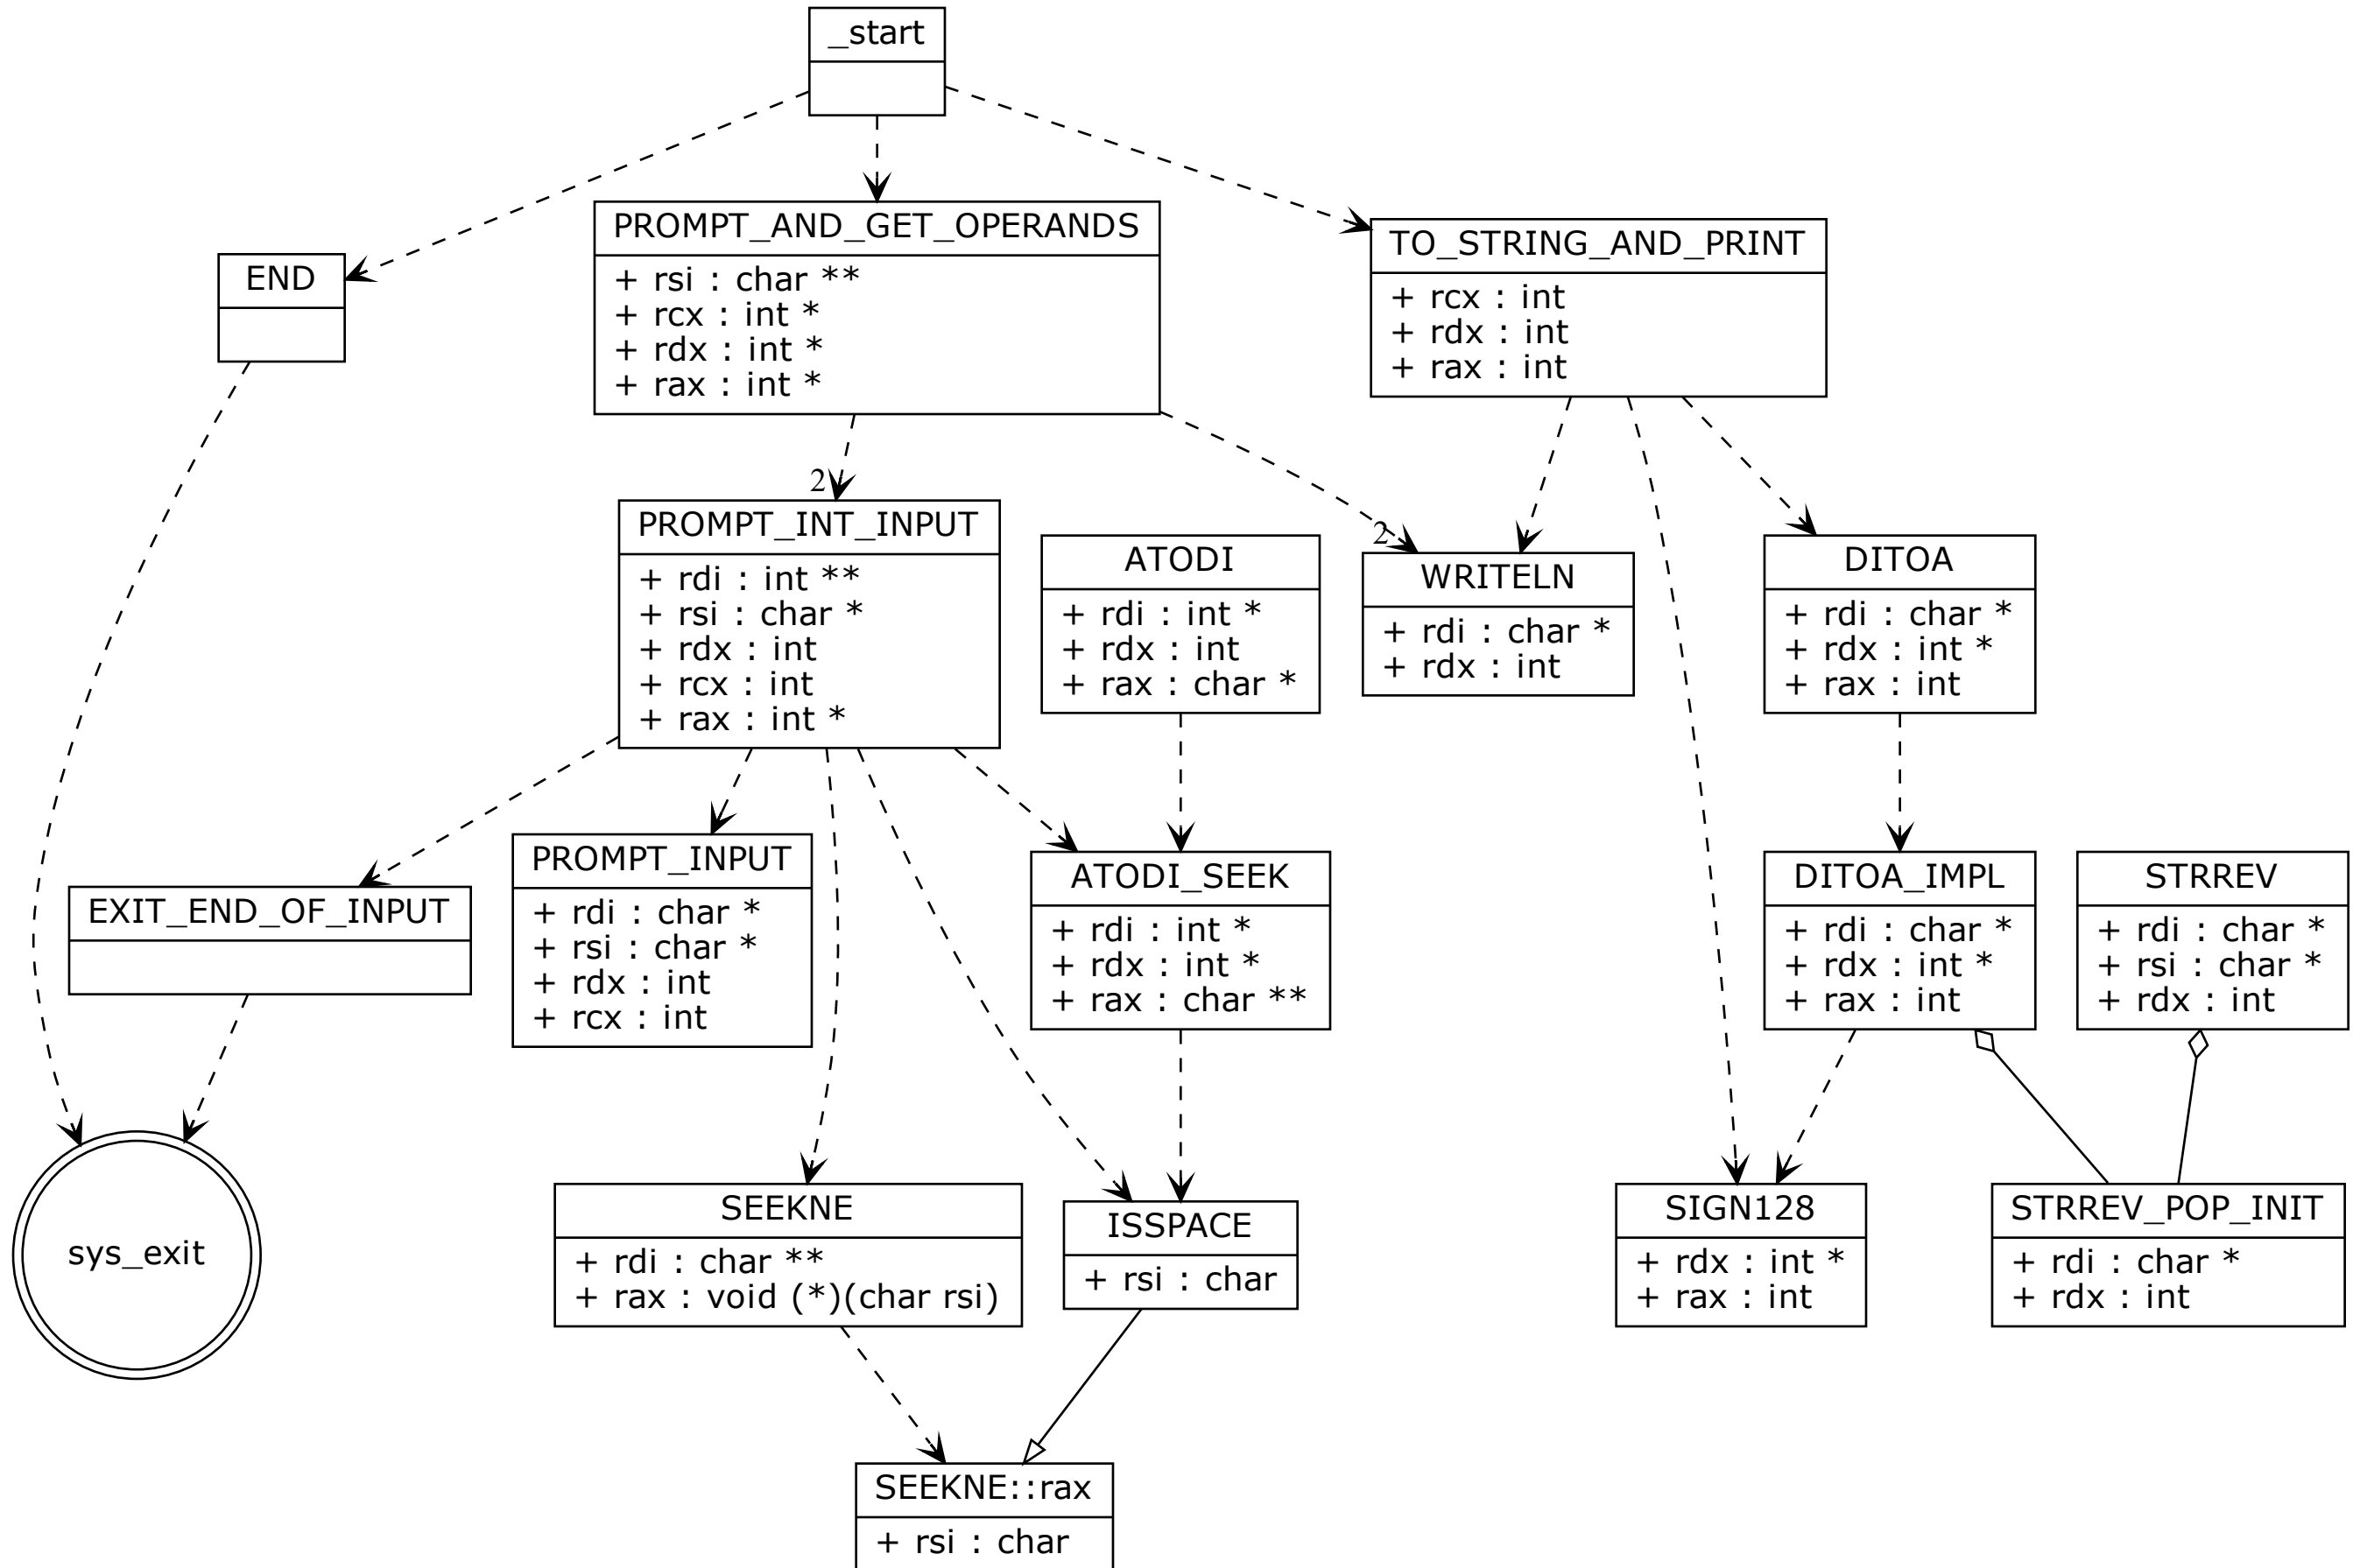 _start
END
PROMPT_AND_GET_OPERANDS
+ rsi : char **
+ rcx : int *
+ rdx : int *
+ rax : int *
TO_STRING_AND_PRINT
+ rcx : int
+ rdx : int
+ rax : int
2
PROMPT_INT_INPUT
+ rdi : int **
+ rsi : char *
+ rdx : int
+ rcx : int
+ rax : int *
ATODI
+ rdi : int *
+ rdx : int
+ rax : char *
2
WRITELN
+ rdi : char *
+ rdx : int
DITOA
+ rdi : char *
+ rdx : int *
+ rax : int
EXIT_END_OF_INPUT
PROMPT_INPUT
+ rdi : char *
+ rsi : char *
+ rdx : int
+ rcx : int
ATODI_SEEK
+ rdi : int *
+ rdx : int *
+ rax : char **
DITOA_IMPL
+ rdi : char *
+ rdx : int *
+ rax : int
STRREV
+ rdi : char *
+ rsi : char *
+ rdx : int
sys_exit
SEEKNE
+ rdi : char **
+ rax : void (*)(char rsi)
ISSPACE
+ rsi : char
SIGN128
+ rdx : int *
+ rax : int
STRREV_POP_INIT
+ rdi : char *
+ rdx : int
SEEKNE::rax
+ rsi : char